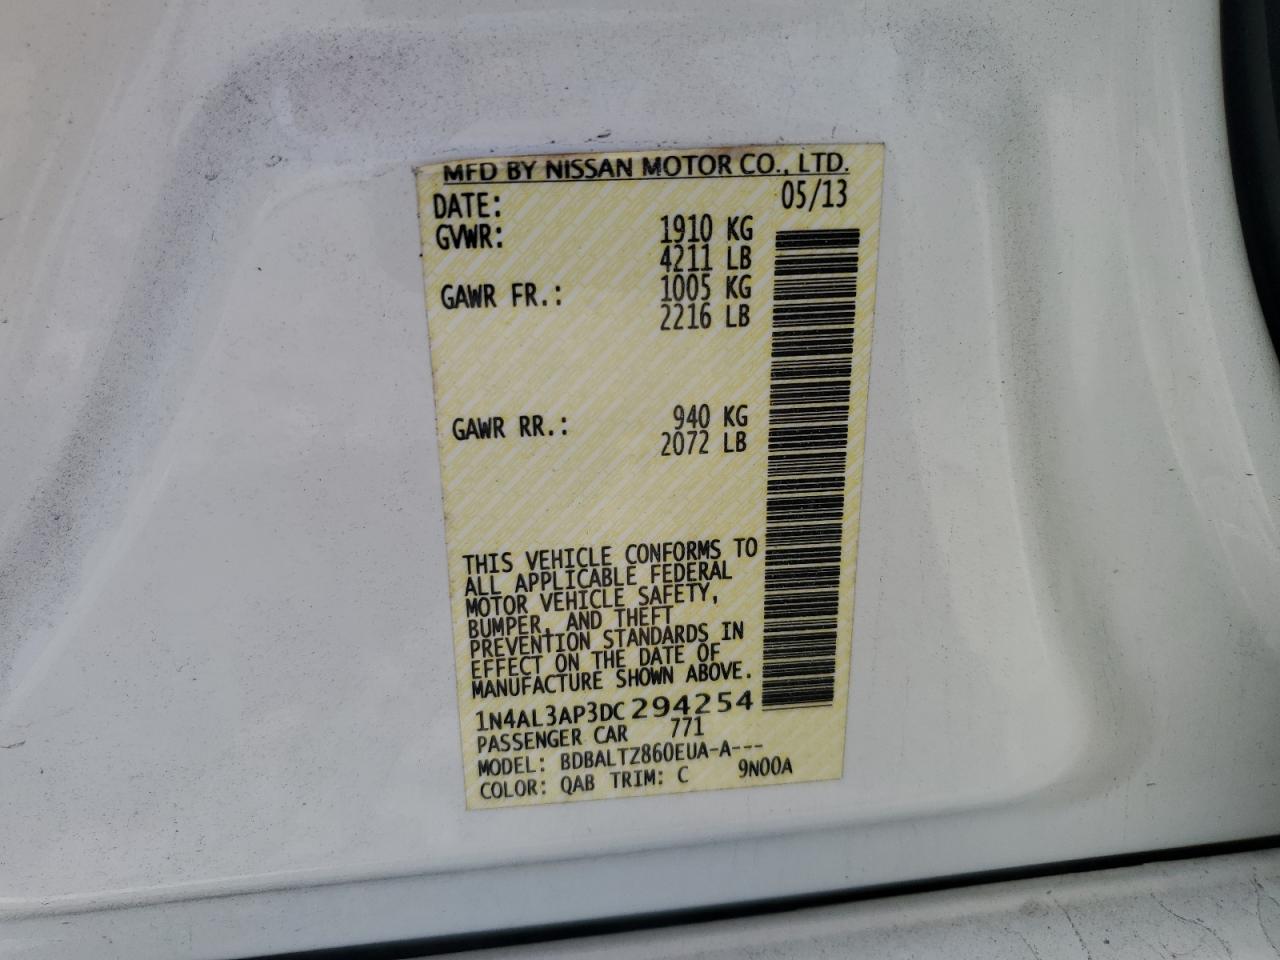 MFD BY NISSAN MOTOR CO., LTD.
DATE: 05/13
GVWR: 1910 KG
4211 LB
GAWR FR.: 1005 KG
2216 LB
GAWR RR.: 940 KG
2072 LB
THIS VEHICLE CONFORMS TO
ALL APPLICABLE FEDERAL
MOTOR VEHICLE SAFETY,
BUMPER, AND THEFT
PREVENTION STANDARDS IN
EFFECT ON THE DATE OF
MANUFACTURE SHOWN ABOVE.
1N4AL3AP3DC294254
PASSENGER CAR 771
MODEL: BDBALTZ860EUA-A---
COLOR: QAB TRIM: C 9N00A